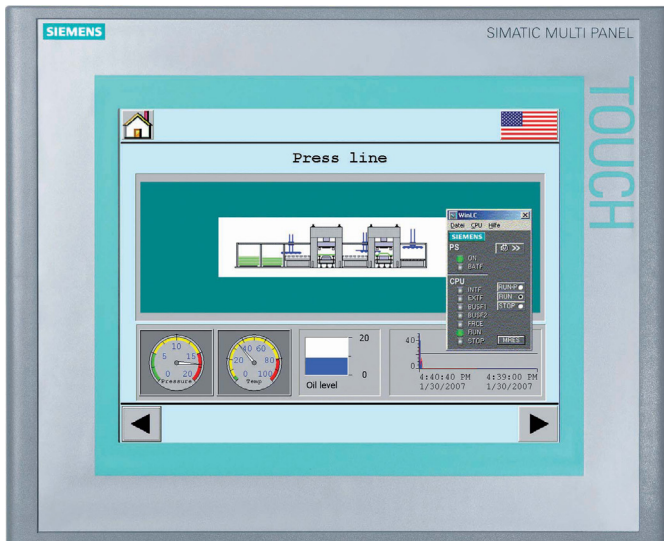 SIEMENS
SIMATIC MULTI PANEL
TOUCH
Press line
WinLC
Datei CPU Hilfe
SIEMENS
PS
ON
BATF
CPU
INTF
EXTF
BUSF1
BUSF2
FRCE
RUN
STOP
RUN-P
RUN
STOP
MRES
0 5 10 15 20
Pressure
0 20 40 60 80 100
Temp
20
0
Oil level
40
0
4:40:40 PM 4:39:00 PM
1/30/2007 1/30/2007